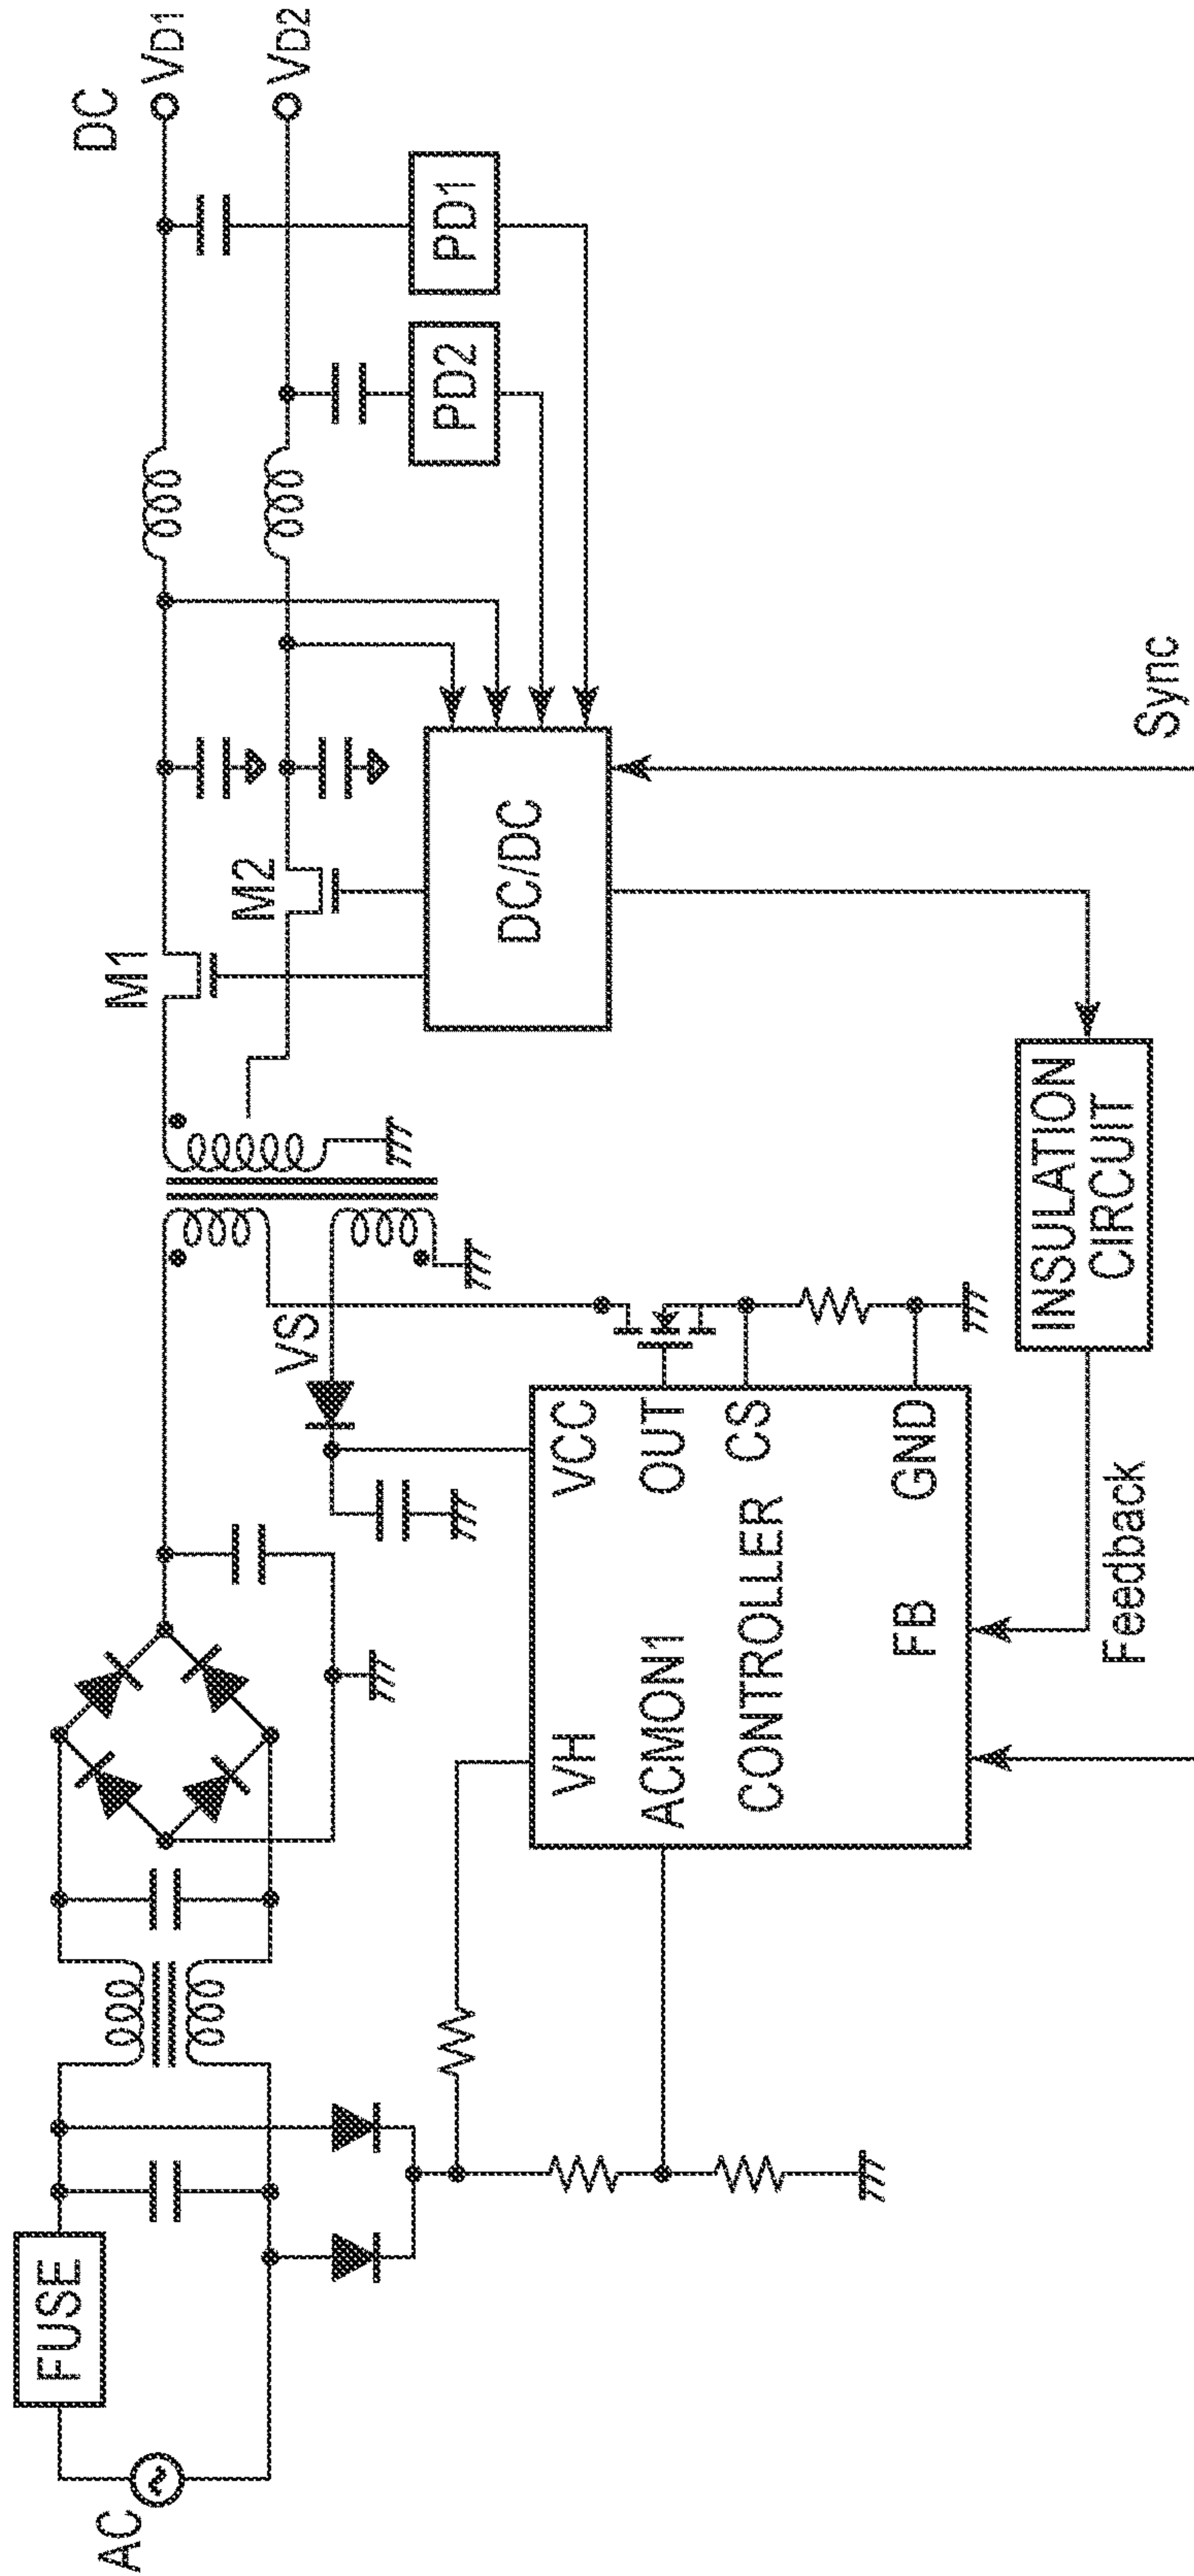 DC
VD1
VD2
PD1
PD2
M1
M2
DC/DC
Sync
INSULATION
CIRCUIT
Feedback
VS
VCC
OUT
CS
GND
VH
ACMON1
CONTROLLER
FB
FUSE
AC